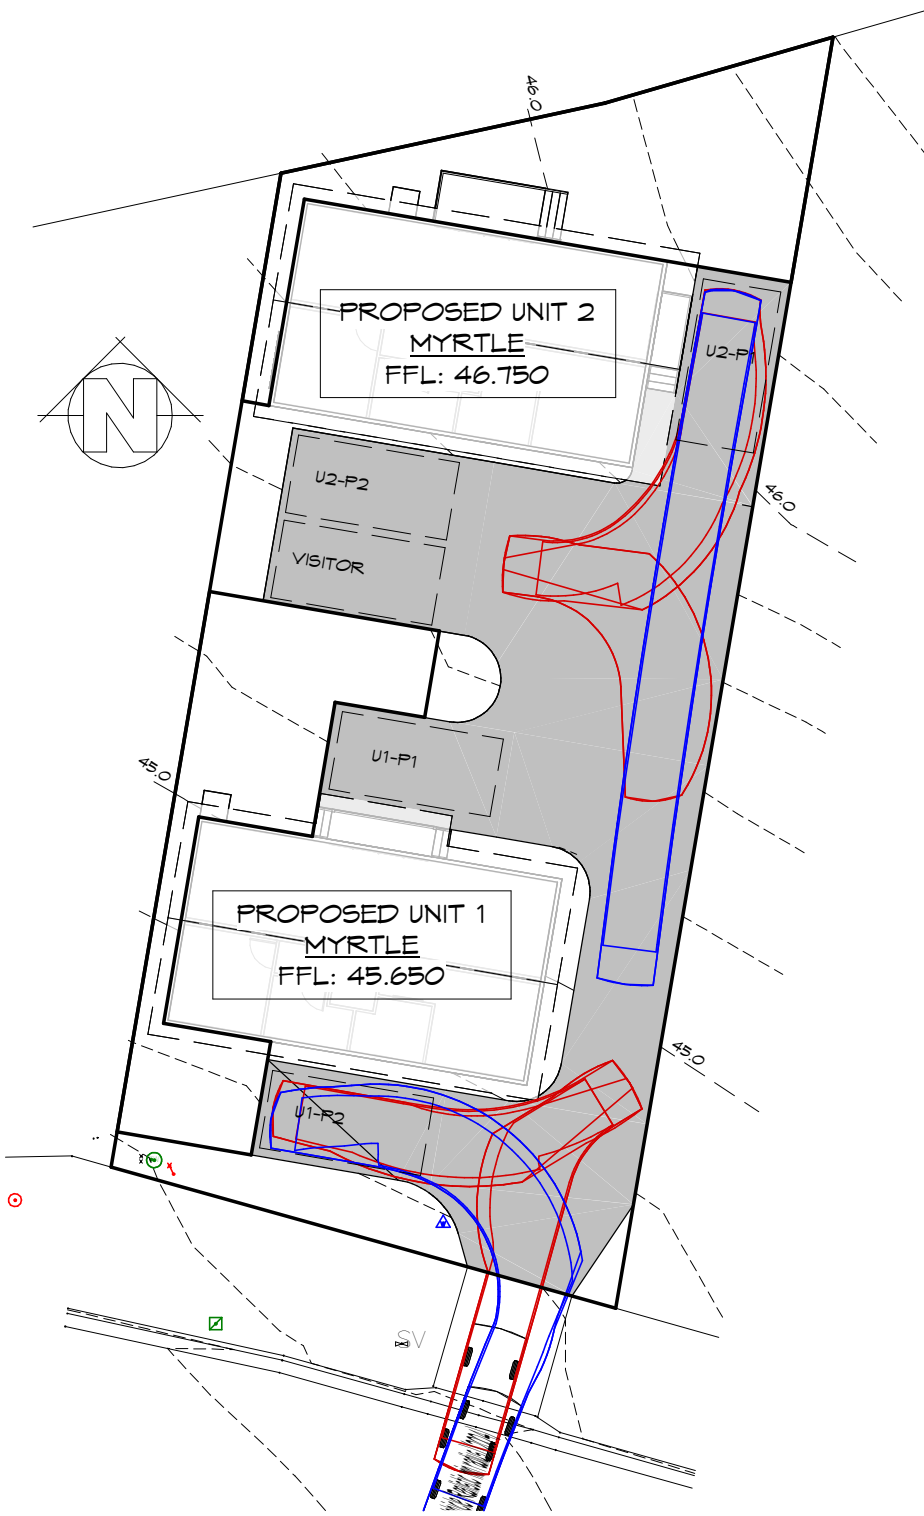 46.0
PROPOSED UNIT 2
MYRTLE
FFL: 46.750
U2-P1
N
U2-P2
46.0
VISITOR
U1-P1
45.0
PROPOSED UNIT 1
MYRTLE
FFL: 45.650
45.0
U1-P2
SV